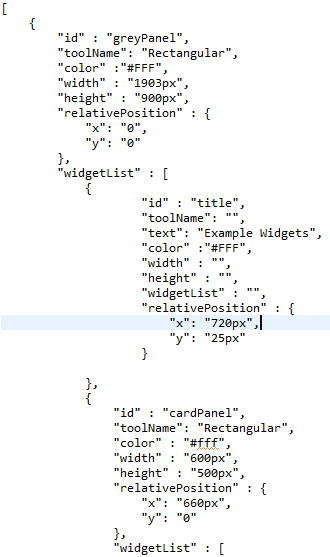 [
{
"id" : "greyPanel",
"toolName": "Rectangular",
"color" :"#FFF",
"width" : "1903px",
"height" : "900px",
"relativePosition" : {
"x": "0",
"y": "0"
},
"widgetList" : [
{
"id" : "title",
"toolName": "",
"text": "Example Widgets",
"color" :"#FFF",
"width" : "",
"height" : "",
"widgetList" : "",
"relativePosition" : {
"x": "720px",
"y": "25px"
}
},
{
"id" : "cardPanel",
"toolName": "Rectangular",
"color" : "#fff",
"width" : "600px",
"height" : "500px",
"relativePosition" : {
"x": "660px",
"y": "0"
},
"widgetList" : [